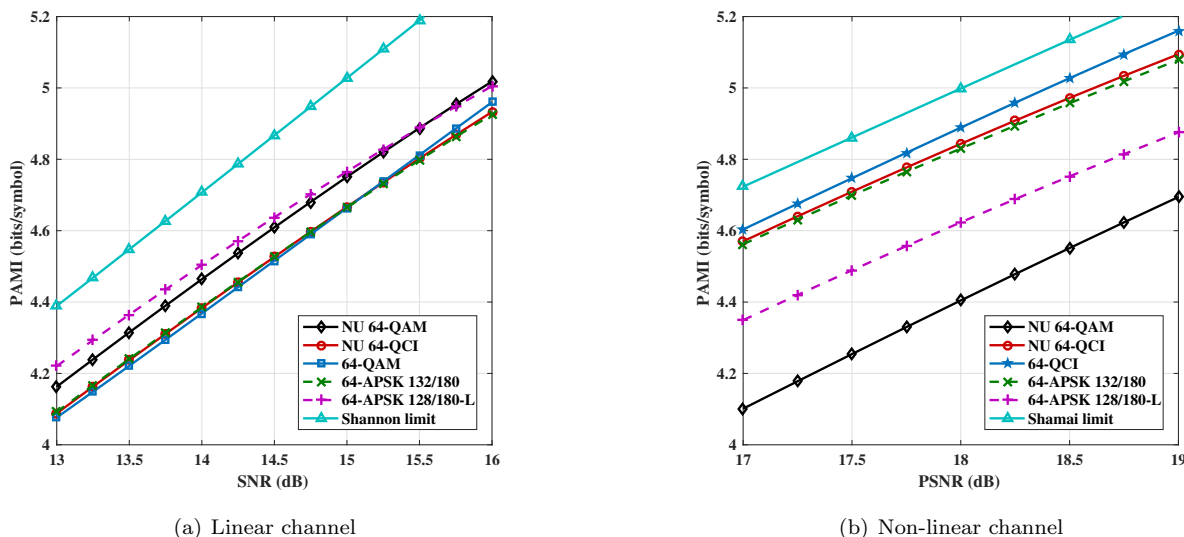 5.2
5
4.8
4.6
4.4
4.2
4
PAMI (bits/symbol)
13
13.5
14
14.5
15
15.5
16
SNR (dB)
NU 64-QAM
NU 64-QCI
64-QAM
64-APSK 132/180
64-APSK 128/180-L
Shannon limit
(a) Linear channel
5.2
5
4.8
4.6
4.4
4.2
4
PAMI (bits/symbol)
17
17.5
18
18.5
19
PSNR (dB)
NU 64-QAM
NU 64-QCI
64-QCI
64-APSK 132/180
64-APSK 128/180-L
Shamai limit
(b) Non-linear channel